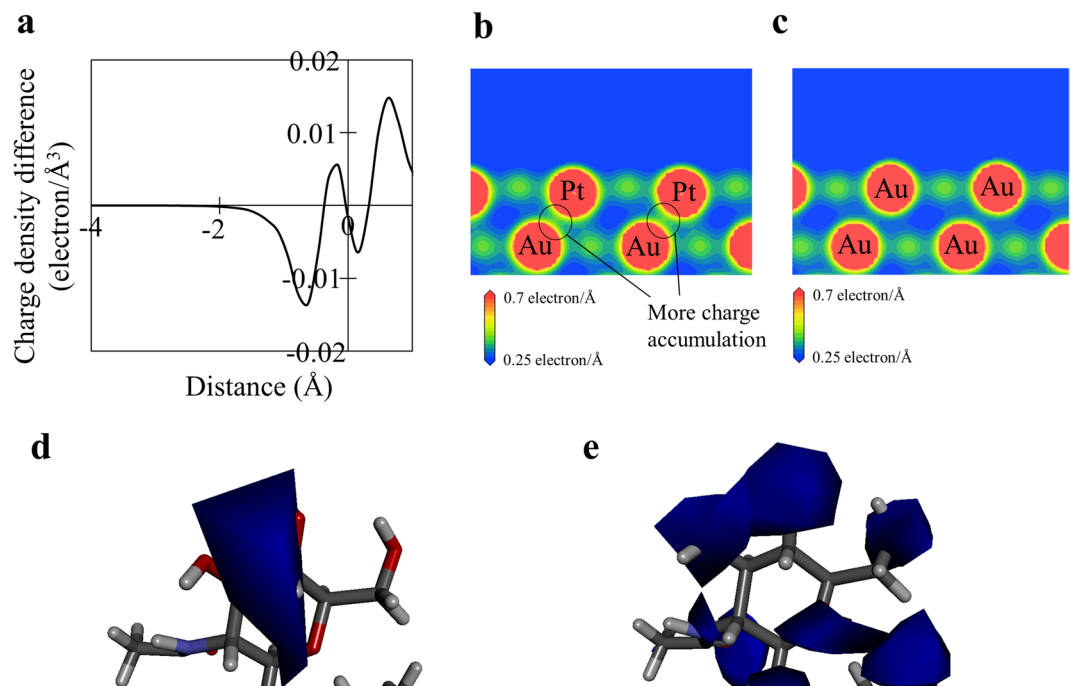 a
b
c
Charge density difference
(electron/Å³)
0.02
0.01
0
-0.01
-0.02
-4
-2
Distance (Å)
Pt
Pt
Au
Au
Au
Au
Au
Au
0.7 electron/Å
0.25 electron/Å
More charge
accumulation
0.7 electron/Å
0.25 electron/Å
d
e